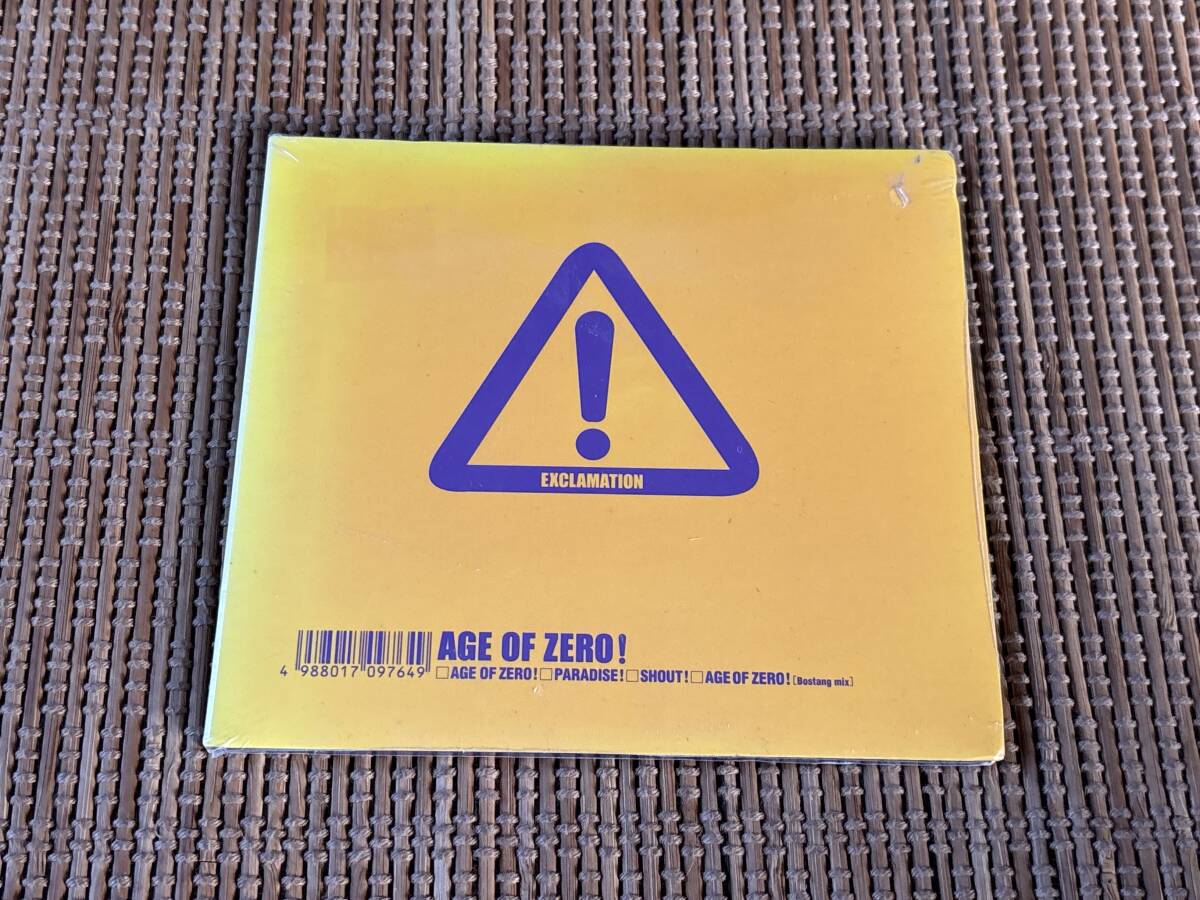 !
EXCLAMATION
AGE OF ZERO!
4 988017 097649
□AGE OF ZERO!□PARADISE!□SHOUT!□AGE OF ZERO![Bostang mix]